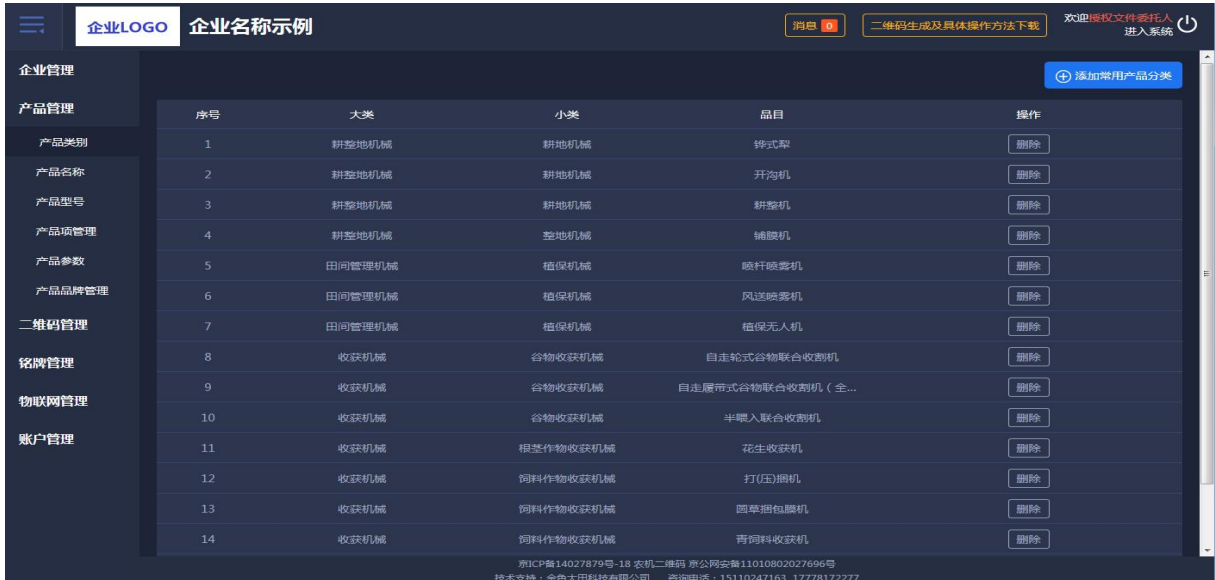 企业LOGO 企业名称示例 消息 0 二维码生成及具体操作方法下载 欢迎授权文件委托人
进入系统
企业管理
产品管理
产品类别
产品名称
产品型号
产品项管理
产品参数
产品品牌管理
二维码管理
铭牌管理
物联网管理
账户管理
添加常用产品分类
序号 大类 小类 品目 操作
1 耕整地机械 耕地机械 铧式犁 删除
2 耕整地机械 耕地机械 开沟机 删除
3 耕整地机械 耕地机械 耕整机 删除
4 耕整地机械 整地机械 铺膜机 删除
5 田间管理机械 植保机械 喷杆喷雾机 删除
6 田间管理机械 植保机械 风送喷雾机 删除
7 田间管理机械 植保机械 植保无人机 删除
8 收获机械 谷物收获机械 自走轮式谷物联合收割机 删除
9 收获机械 谷物收获机械 自走履带式谷物联合收割机（全... 删除
10 收获机械 谷物收获机械 半喂入联合收割机 删除
11 收获机械 根茎作物收获机械 花生收获机 删除
12 收获机械 饲料作物收获机械 打(压)捆机 删除
13 收获机械 饲料作物收获机械 圆草捆包膜机 删除
14 收获机械 饲料作物收获机械 青饲料收获机 删除
京ICP备14027879号-18 农机二维码 京公网安备11010802027696号
技术支持：金色大田科技有限公司 咨询电话：15110247163 17778172277